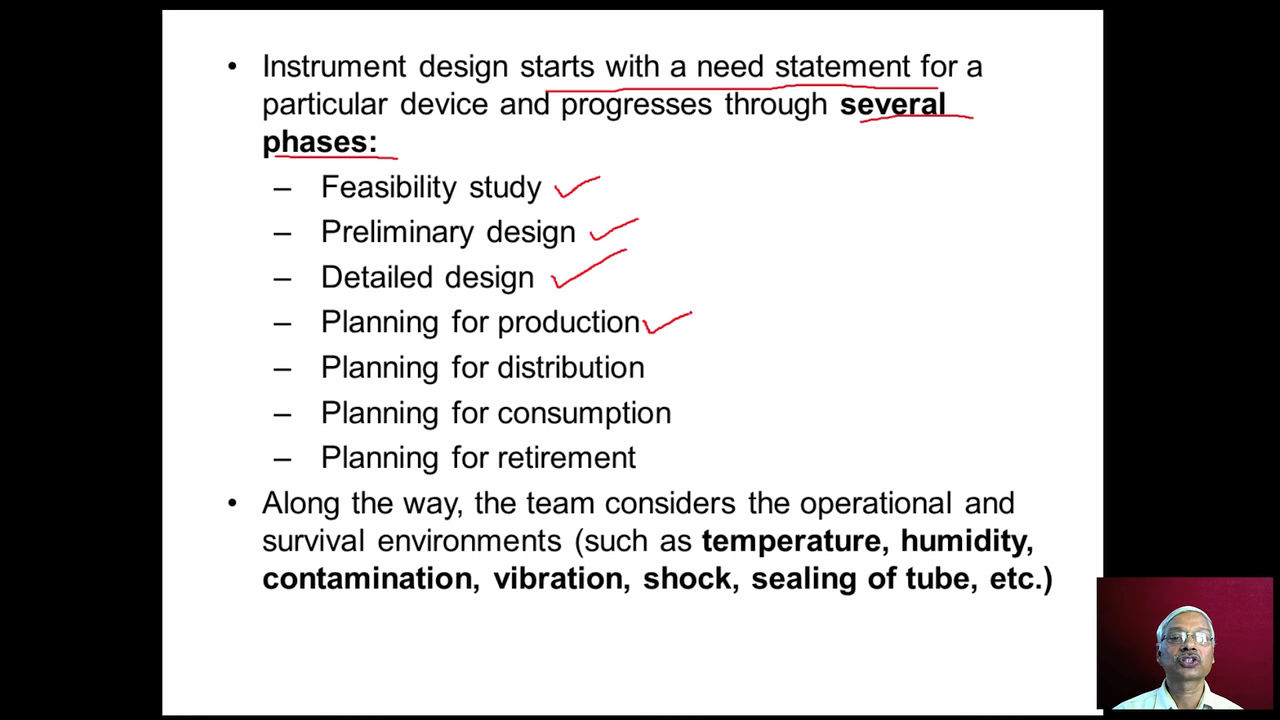 • Instrument design starts with a need statement for a
particular device and progresses through several
phases:
– Feasibility study
– Preliminary design
– Detailed design
– Planning for production
– Planning for distribution
– Planning for consumption
– Planning for retirement
• Along the way, the team considers the operational and
survival environments (such as temperature, humidity,
contamination, vibration, shock, sealing of tube, etc.)